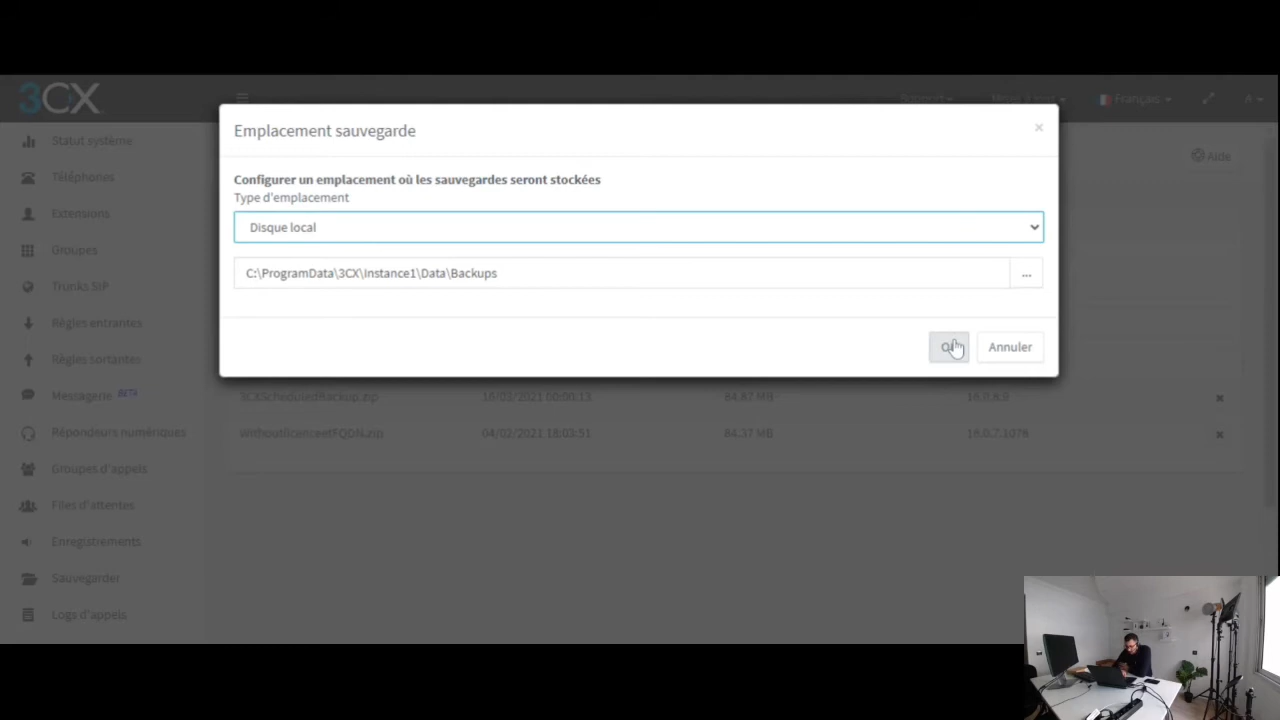 3CX
Support
Français
A
Emplacement sauvegarde
×
Statut système
Aide
Configurer un emplacement où les sauvegardes seront stockées
Téléphones
Type d'emplacement
Extensions
Disque local
Groupes
C:\ProgramData\3CX\Instance1\Data\Backups
...
Trunks SIP
Règles entrantes
Annuler
Règles sortantes
Messagerie BETA
3CXScheduledBackup.zip 16/03/2021 00:00:13 84.87 MB 16.0.8.9
Répondeurs numériques
WithoutlicenceetFQDN.zip 04/02/2021 18:03:51 84.37 MB 16.0.7.1078
Groupes d'appels
Files d'attentes
Enregistrements
Sauvegarder
Logs d'appels